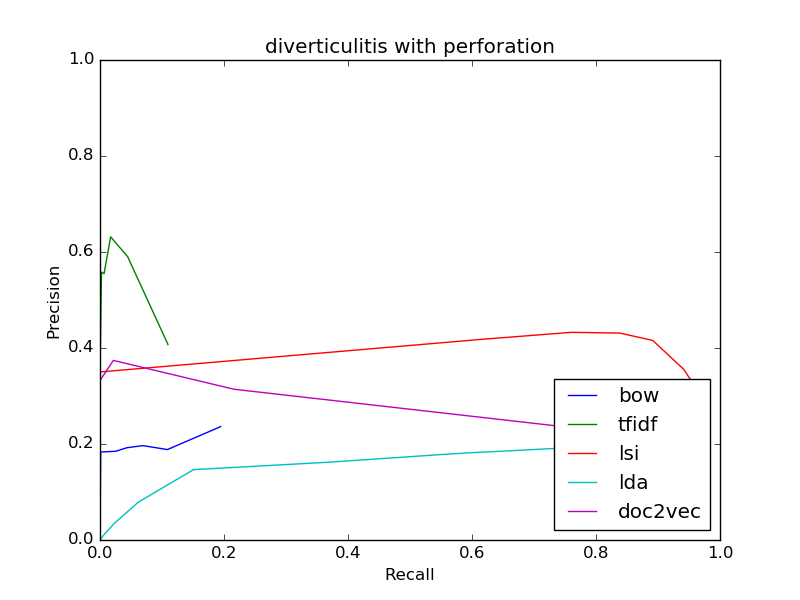 diverticulitis with perforation
1.0
0.8
0.6
0.4
0.2
0.0
Precision
0.0 0.2 0.4 0.6 0.8 1.0
Recall
bow
tfidf
lsi
lda
doc2vec